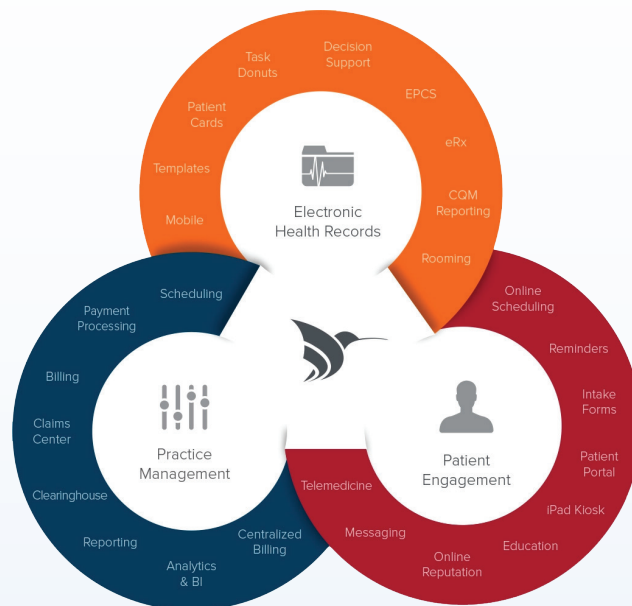 Task
Donuts
Decision
Support
EPCS
Patient
Cards
eRx
Templates
CQM
Reporting
Mobile
Rooming
Electronic
Health Records
Scheduling
Payment
Processing
Billing
Claims
Center
Clearinghouse
Reporting
Analytics
& BI
Centralized
Billing
Practice
Management
Online
Scheduling
Reminders
Intake
Forms
Patient
Portal
iPad Kiosk
Education
Online
Reputation
Messaging
Telemedicine
Patient
Engagement